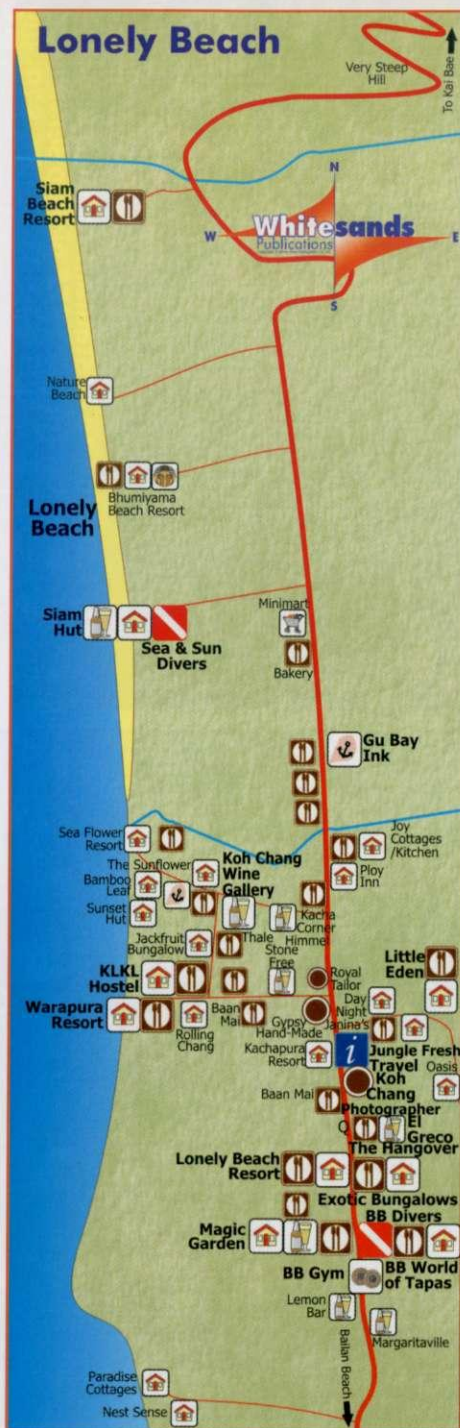 Lonely Beach
Very Steep
Hill
To Kai Bae
N
Siam
Beach
Resort
Whitesands
Publications
W
E
S
Nature
Beach
Bhumiyama
Beach Resort
Lonely
Beach
Siam
Hut
Sea & Sun
Divers
Minimart
Bakery
Gu Bay
Ink
Sea Flower
Resort
Joy
Cottages
/Kitchen
The Sunflower
Koh Chang
Wine
Gallery
Bamboo
Leaf
Ploy
Inn
Sunset
Hut
Thale
Kacha
Corner
Himmel
Jackfruit
Bungalow
Stone
Free
Royal
Tailor
Little
Eden
KLKL
Hostel
Day
Night
Warapura
Resort
Rolling
Chang
Baan
Mai
Gypsy
Hand-Made
Janina's
Kachapura
Resort
i
Jungle Fresh
Travel
Oasis
Koh
Chang
Photographer
Baan Mai
Q
El
Greco
The Hangover
Lonely Beach
Resort
Exotic Bungalows
BB Divers
Magic
Garden
BB Gym
BB World
of Tapas
Lemon
Bar
Margaritaville
Bailan Beach
Paradise
Cottages
Nest Sense